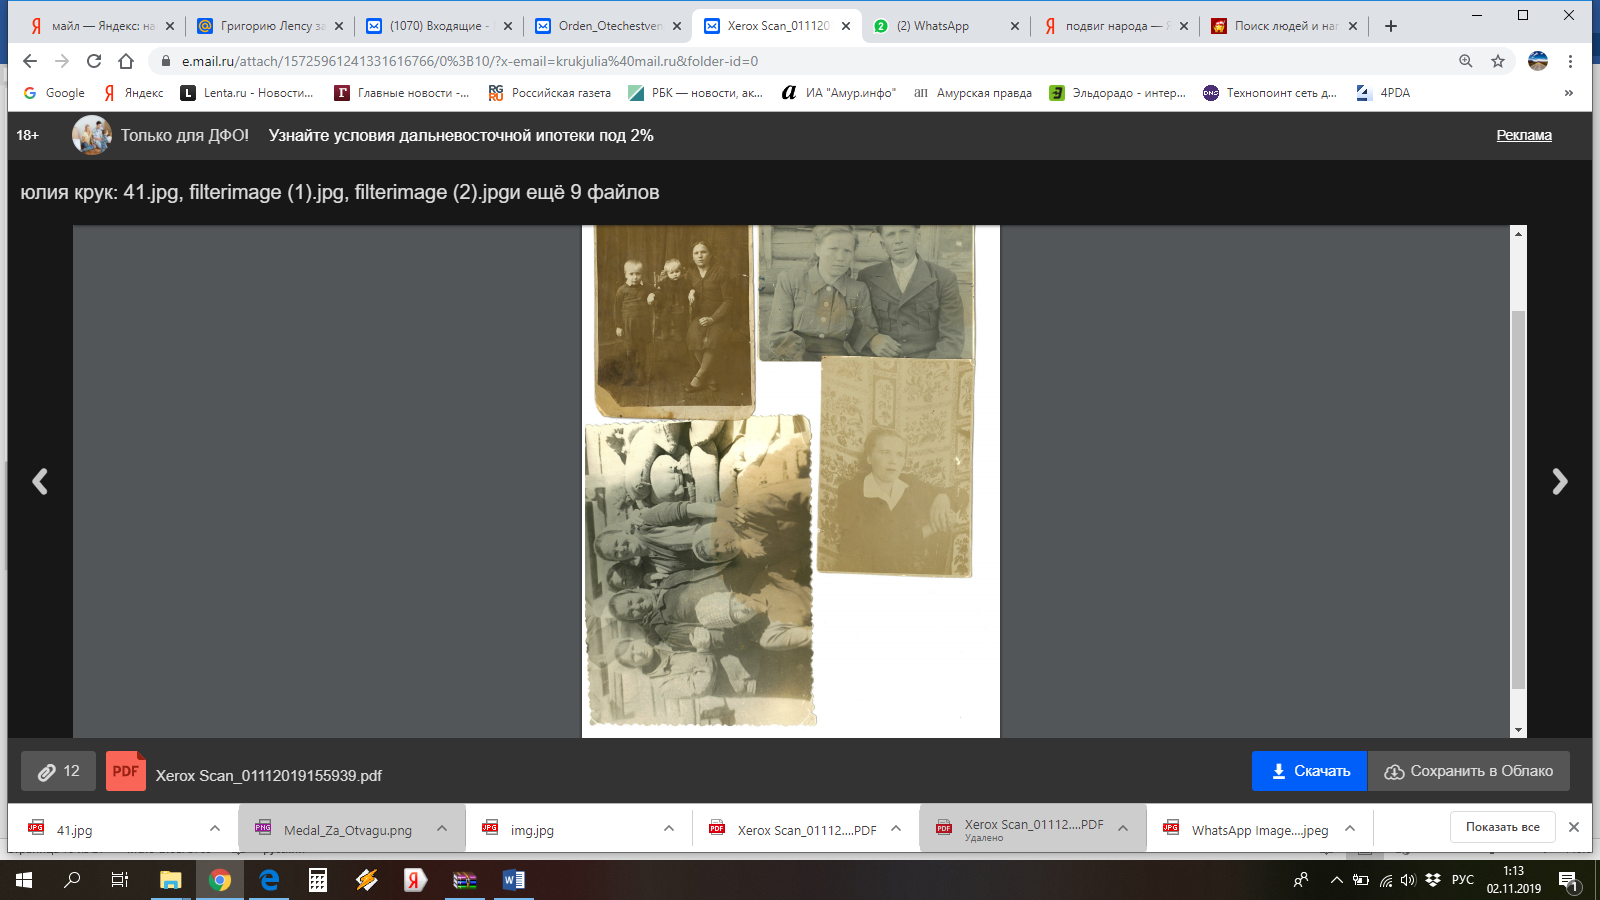 майл — Яндекс: на
Григорию Лепсу за
(1070) Входящие -
Orden_Otechestven
Xerox Scan_011120
(2) WhatsApp
подвиг народа — Я
Поиск людей и наг
e.mail.ru/attach/15725961241331616766/0%3B10/?x-email=krukjulia%40mail.ru&folder-id=0
Google
Яндекс
Lenta.ru - Новости...
Главные новости -...
Российская газета
РБК — новости, ак...
ИА "Амур.инфо"
Амурская правда
Эльдорадо - интер...
Технопоинт сеть д...
4PDA
18+
Только для ДФО!
Узнайте условия дальневосточной ипотеки под 2%
Реклама
юлия крук: 41.jpg, filterimage (1).jpg, filterimage (2).jpgи ещё 9 файлов
12
PDF
Xerox Scan_01112019155939.pdf
Скачать
Сохранить в Облако
41.jpg
Medal_Za_Otvagu.png
img.jpg
Xerox Scan_01112....PDF
Xerox Scan_01112....PDF
Удалено
WhatsApp Image....jpeg
Показать все
РУС
1:13
02.11.2019
1